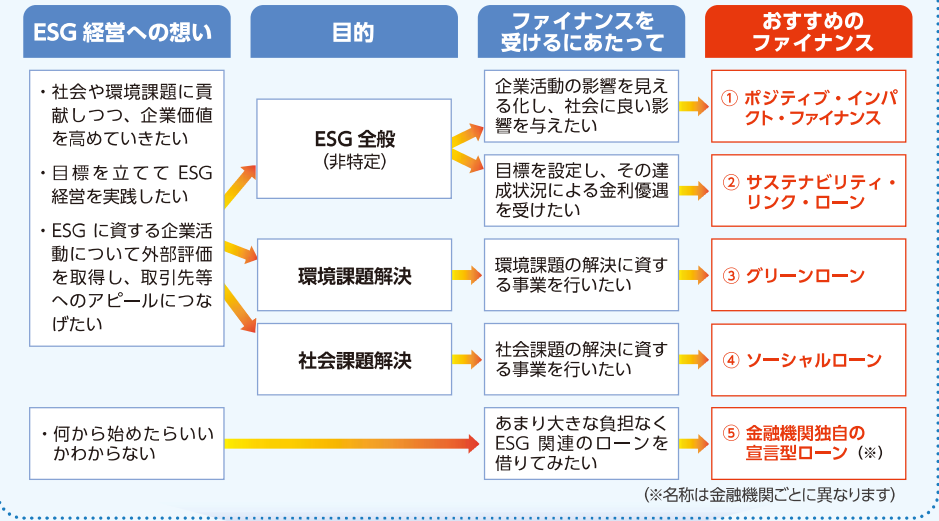 ESG 経営への想い
目的
ファイナンスを
受けるにあたって
おすすめの
ファイナンス
・社会や環境課題に貢
献しつつ、企業価値
を高めていきたい
・目標を立てて ESG
経営を実践したい
・ESG に資する企業活
動について外部評価
を取得し、取引先等
へのアピールにつな
げたい
ESG 全般
（非特定）
企業活動の影響を見え
る化し、社会に良い影
響を与えたい
① ポジティブ・インパ
クト・ファイナンス
目標を設定し、その達
成状況による金利優遇
を受けたい
② サステナビリティ・
リンク・ローン
環境課題解決
環境課題の解決に資す
る事業を行いたい
③ グリーンローン
社会課題解決
社会課題の解決に資す
る事業を行いたい
④ ソーシャルローン
・何から始めたらいい
かわからない
あまり大きな負担なく
ESG 関連のローンを
借りてみたい
⑤ 金融機関独自の
宣言型ローン（※）
（※名称は金融機関ごとに異なります）